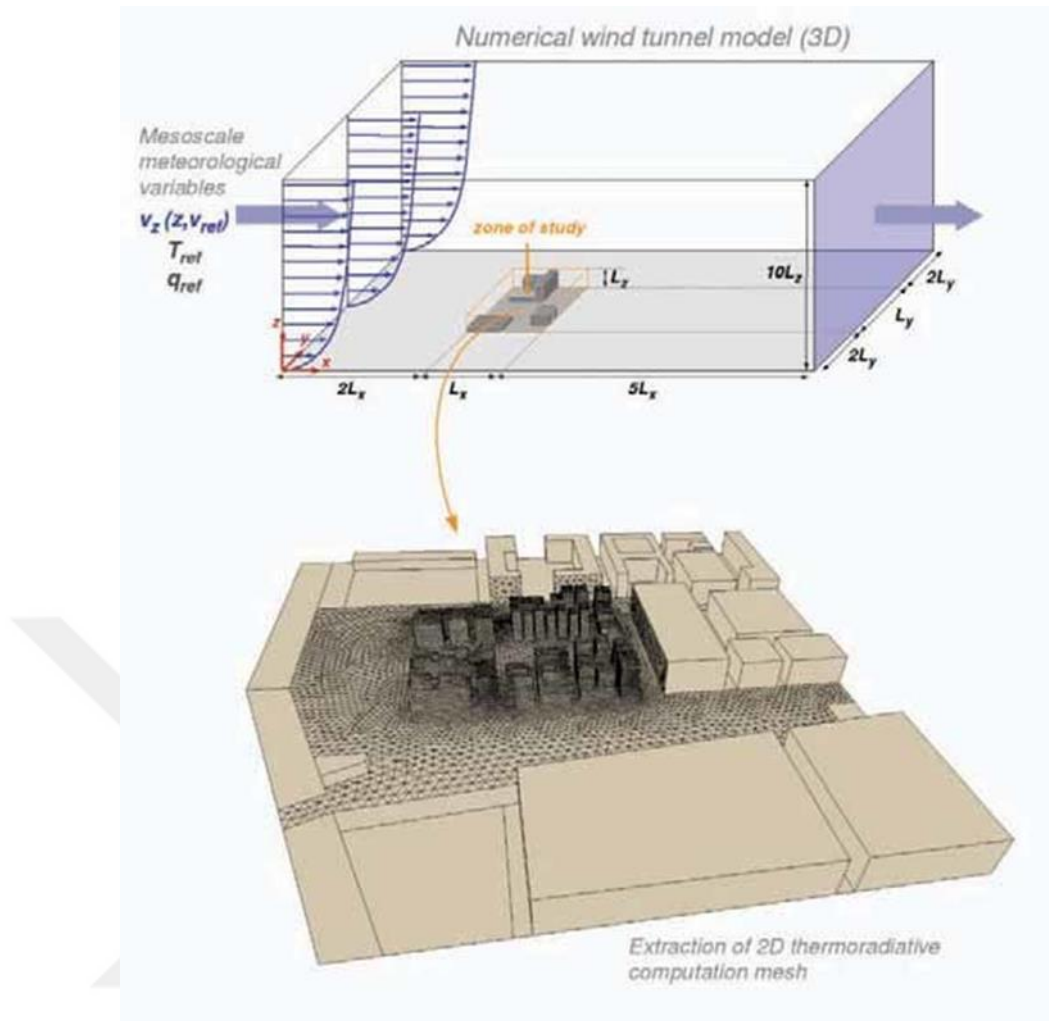 Numerical wind tunnel model (3D)
Mesoscale
meteorological
variables
v_z (z,v_ref)
T_ref
q_ref
zone of study
L_z
10L_z
2L_y
L_y
2L_y
z
y
x
2L_x
L_x
5L_x
Extraction of 2D thermoradiative
computation mesh